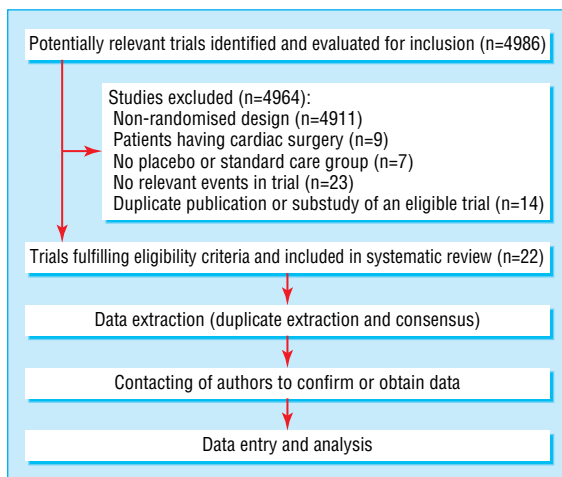 Potentially relevant trials identified and evaluated for inclusion (n=4986)
Studies excluded (n=4964):
Non-randomised design (n=4911)
Patients having cardiac surgery (n=9)
No placebo or standard care group (n=7)
No relevant events in trial (n=23)
Duplicate publication or substudy of an eligible trial (n=14)
Trials fulfilling eligibility criteria and included in systematic review (n=22)
Data extraction (duplicate extraction and consensus)
Contacting of authors to confirm or obtain data
Data entry and analysis